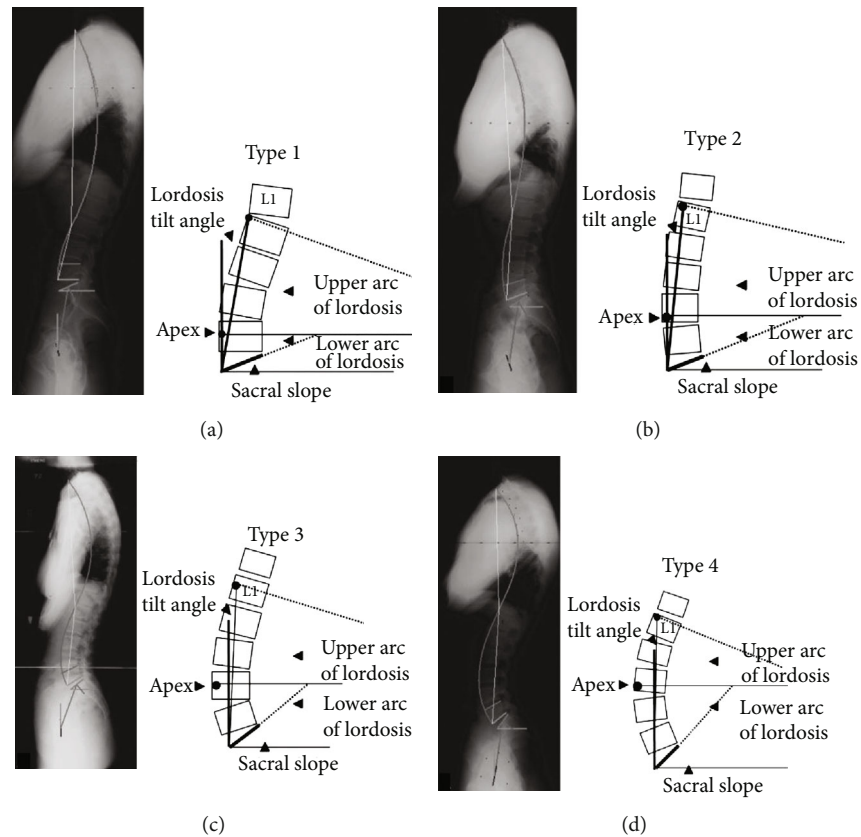 Type 1
L1
Lordosis
tilt angle
Upper arc
of lordosis
Apex
Lower arc
of lordosis
Sacral slope
(a)
Type 2
Lordosis
tilt angle
L1
Upper arc
of lordosis
Apex
Lower arc
of lordosis
Sacral slope
(b)
Type 3
Lordosis
tilt angle
L1
Upper arc
of lordosis
Apex
Lower arc
of lordosis
Sacral slope
(c)
Type 4
Lordosis
tilt angle
L1
Upper arc
of lordosis
Apex
Lower arc
of lordosis
Sacral slope
(d)